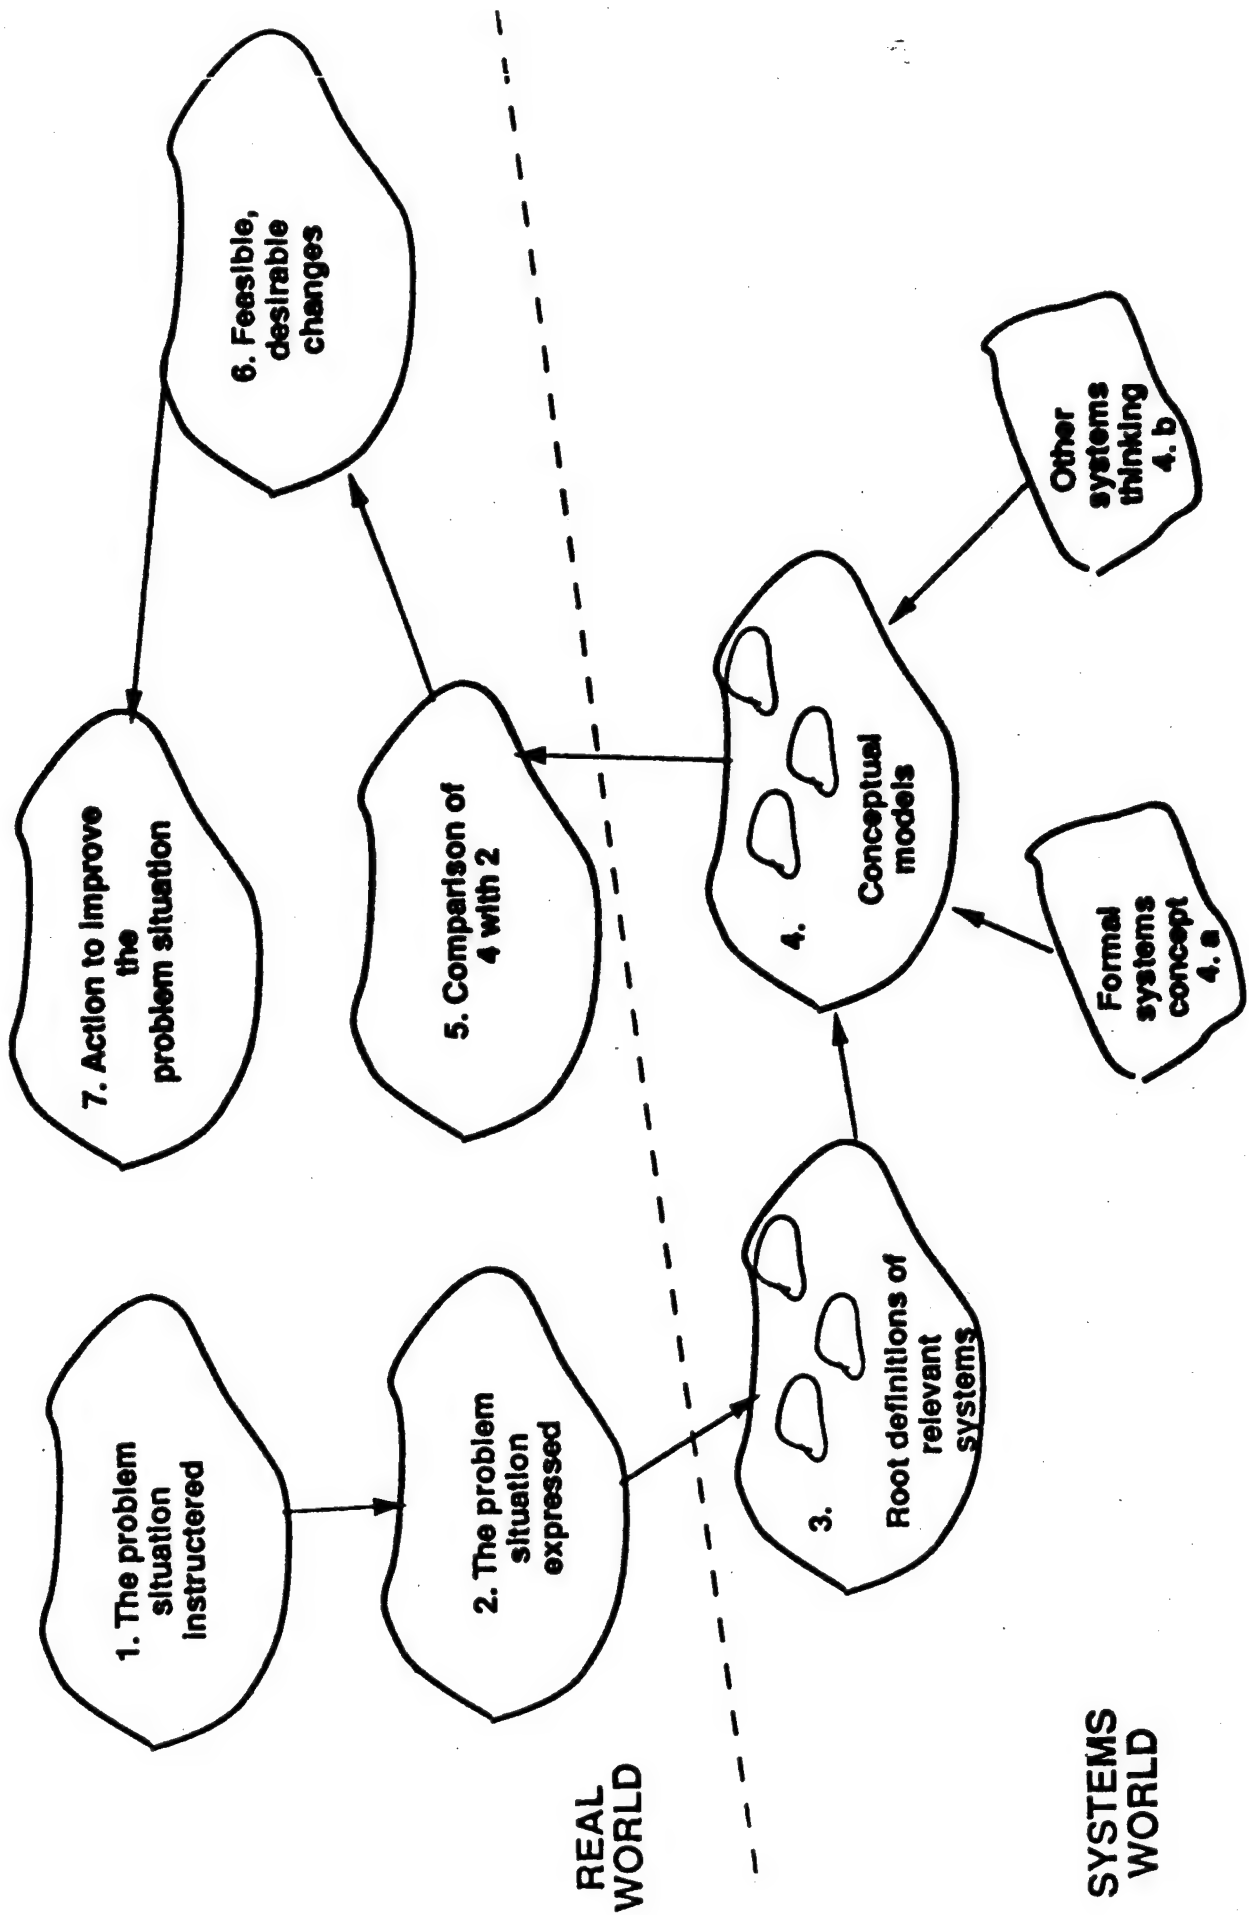 1. The problem
situation
instructered
7. Action to improve
the
problem situation
2. The problem
situation
expressed
5. Comparison of
4 with 2
6. Feasible,
desirable
changes
REAL
WORLD
3.
Root definitions of
relevant
systems
4.
Conceptual
models
Formal
systems
concept
4. a
Other
systems
thinking
4. b
SYSTEMS
WORLD